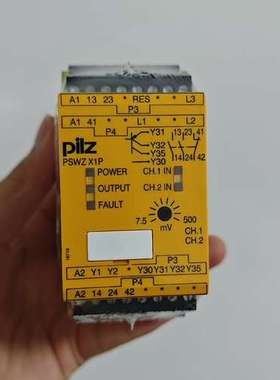 A1 13 23 * RES * * L3
P3
A1 41 * * L1 * L2 *
P4
Y31
Y32
Y35
Y30
13 23 41
14 24 42
pilz
PSWZ X1P
POWER
OUTPUT
FAULT
CH.1 IN
CH.2 IN
7.5 mV 500
CH.1
CH.2
P3
A2 Y1 Y2 * Y30 Y31 Y32 Y35
P4
A2 14 24 42 * * * *